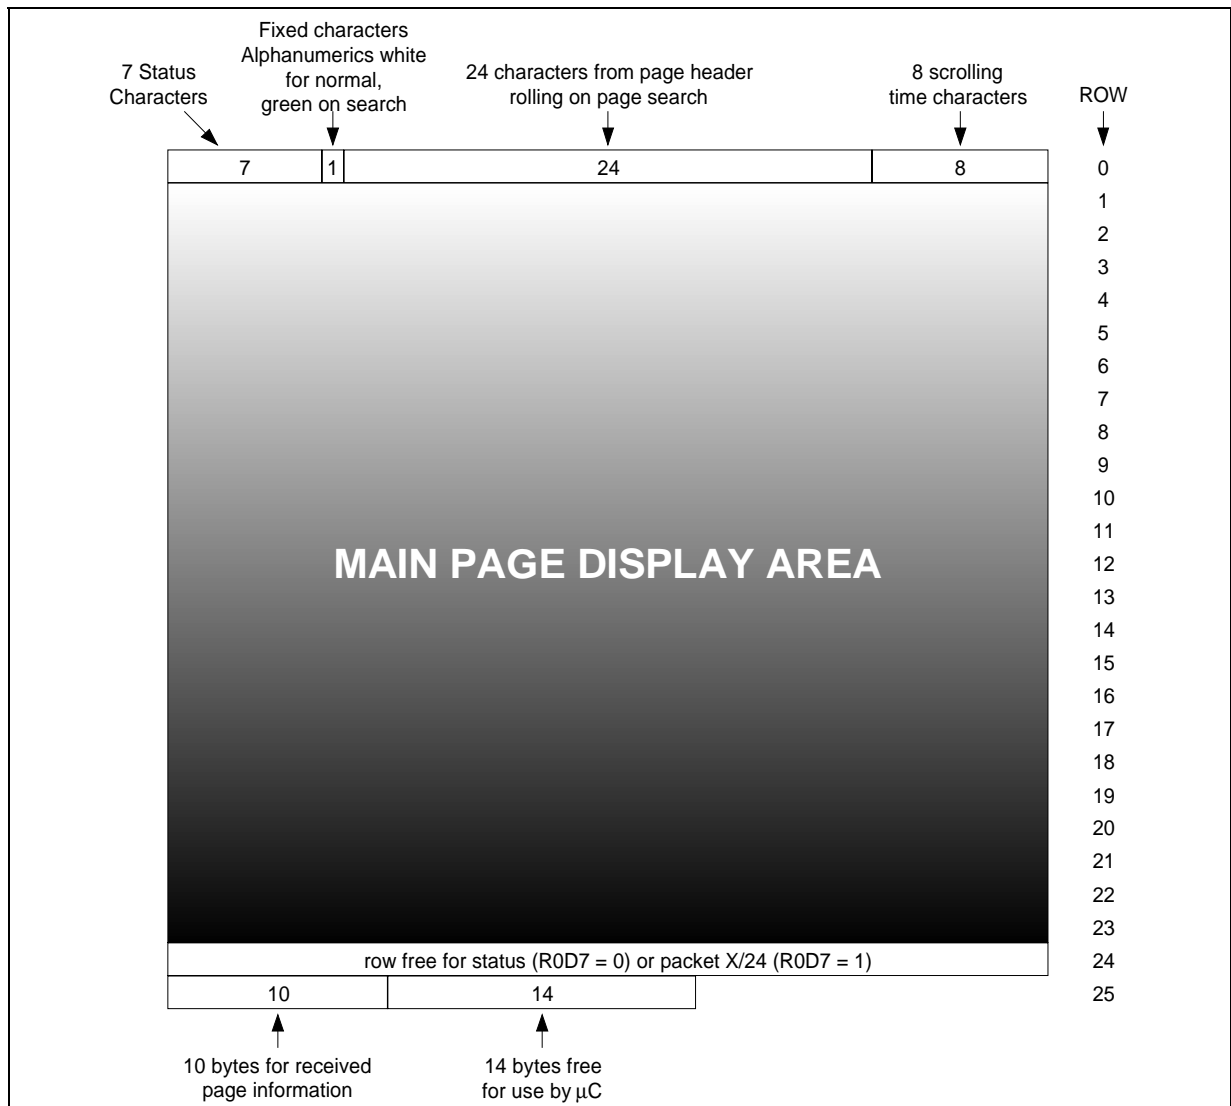 Fixed characters
Alphanumerics white
for normal,
green on search
7 Status
Characters
24 characters from page header
rolling on page search
8 scrolling
time characters
ROW
7
1
24
8
0
1
2
3
4
5
6
7
8
9
10
11
MAIN PAGE DISPLAY AREA
12
13
14
15
16
17
18
19
20
21
22
23
row free for status (R0D7 = 0) or packet X/24 (R0D7 = 1)
24
10
14
25
10 bytes for received
page information
14 bytes free
for use by µC